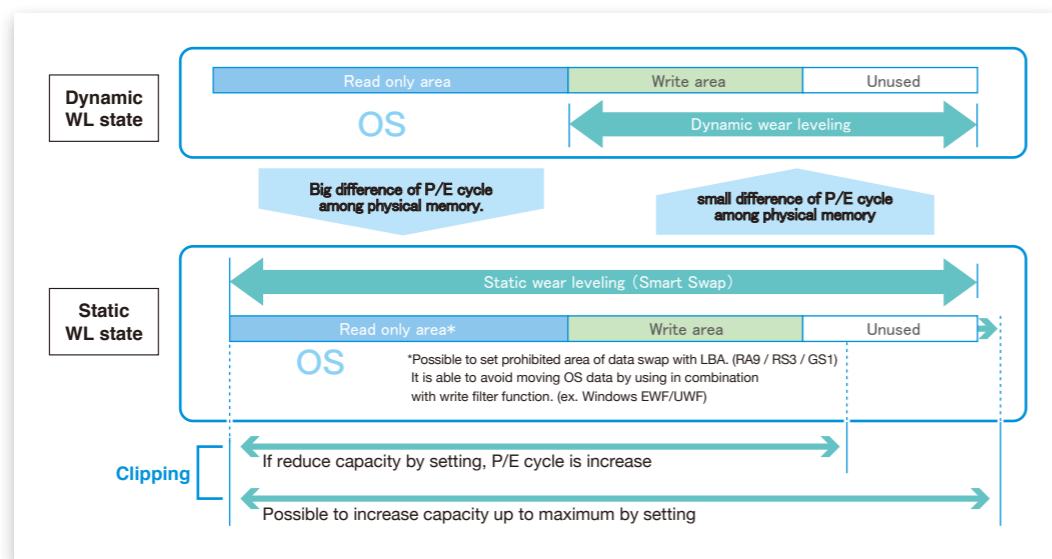 Dynamic
WL state
Read only area
Write area
Unused
OS
Dynamic wear leveling
Big difference of P/E cycle
among physical memory.
small difference of P/E cycle
among physical memory
Static wear leveling (Smart Swap)
Static
WL state
Read only area*
Write area
Unused
OS
*Possible to set prohibited area of data swap with LBA. (RA9 / RS3 / GS1)
It is able to avoid moving OS data by using in combination
with write filter function. (ex. Windows EWF/UWF)
Clipping
If reduce capacity by setting, P/E cycle is increase
Possible to increase capacity up to maximum by setting